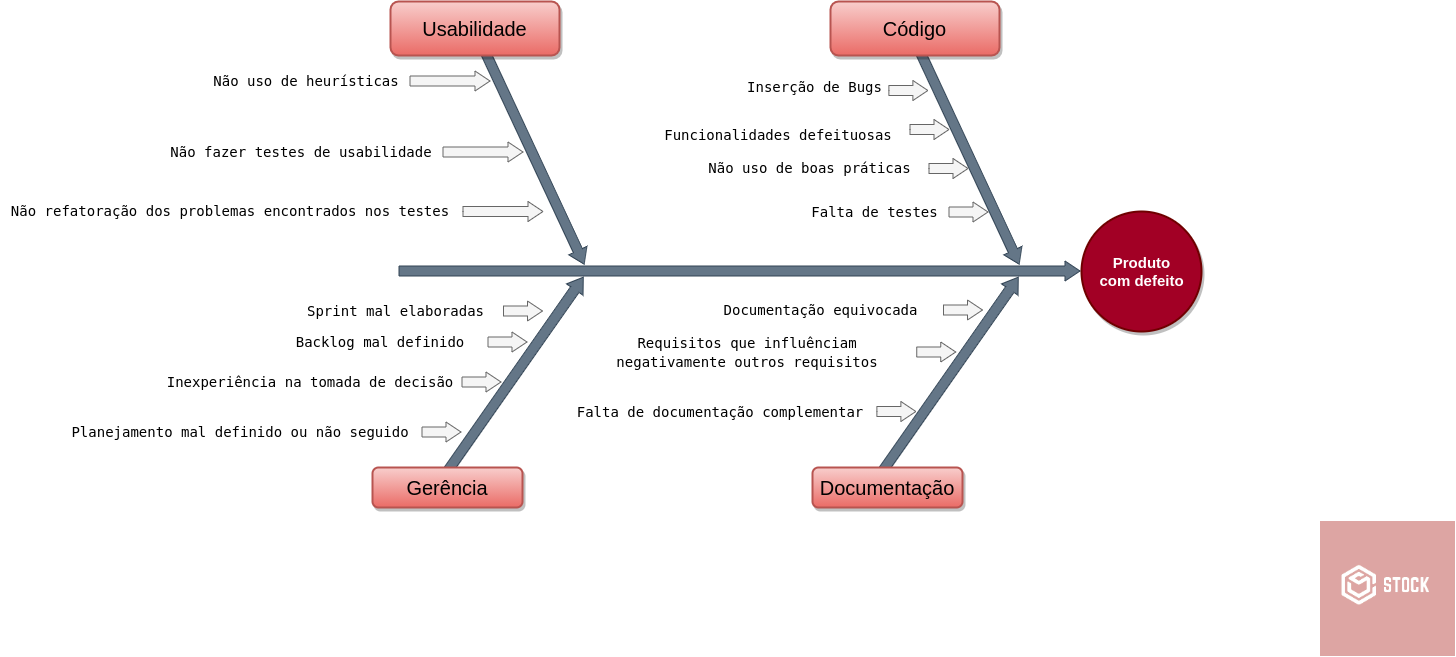 Usabilidade
Não uso de heurísticas
Não fazer testes de usabilidade
Não refatoração dos problemas encontrados nos testes
Código
Inserção de Bugs
Funcionalidades defeituosas
Não uso de boas práticas
Falta de testes
Produto
com defeito
Sprint mal elaboradas
Backlog mal definido
Inexperiência na tomada de decisão
Planejamento mal definido ou não seguido
Gerência
Documentação equivocada
Requisitos que influênciam
negativamente outros requisitos
Falta de documentação complementar
Documentação
STOCK